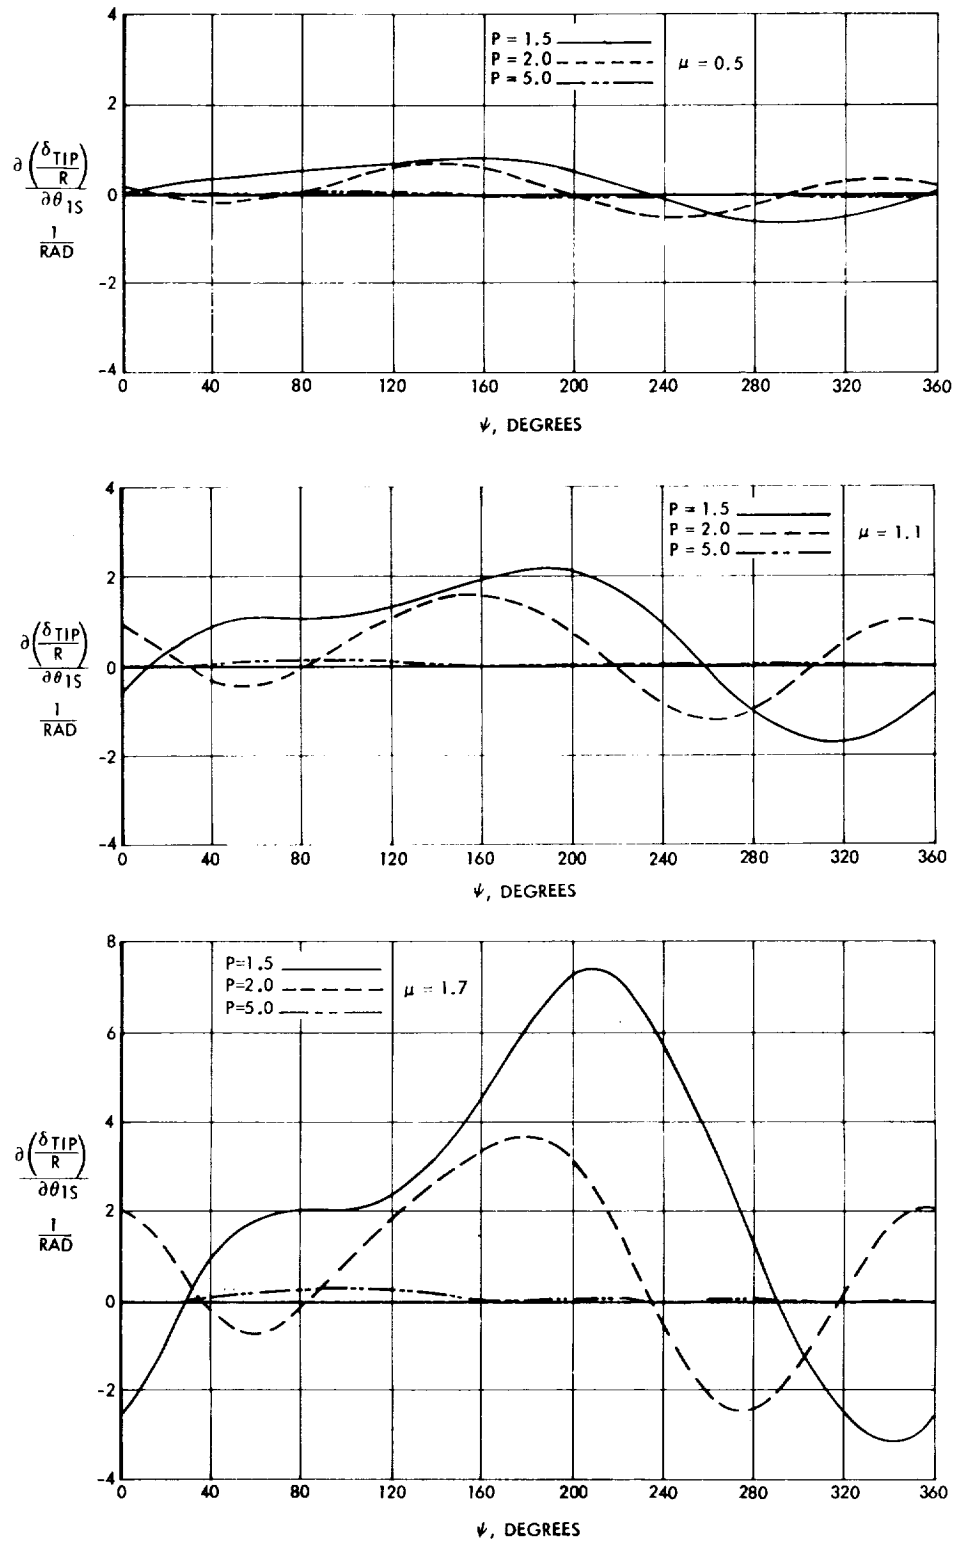 4
P = 1.5
P = 2.0
μ = 0.5
P = 5.0
2
∂(δTIP/R)
∂θ1S
1/RAD
0
-2
-4
0 40 80 120 160 200 240 280 320 360
ψ, DEGREES
4
P = 1.5
P = 2.0
μ = 1.1
P = 5.0
2
∂(δTIP/R)
∂θ1S
1/RAD
0
-2
-4
0 40 80 120 160 200 240 280 320 360
ψ, DEGREES
8
P=1.5
P=2.0
μ = 1.7
P=5.0
6
4
∂(δTIP/R)
∂θ1S
1/RAD
2
0
-2
-4
0 40 80 120 160 200 240 280 320 360
ψ, DEGREES